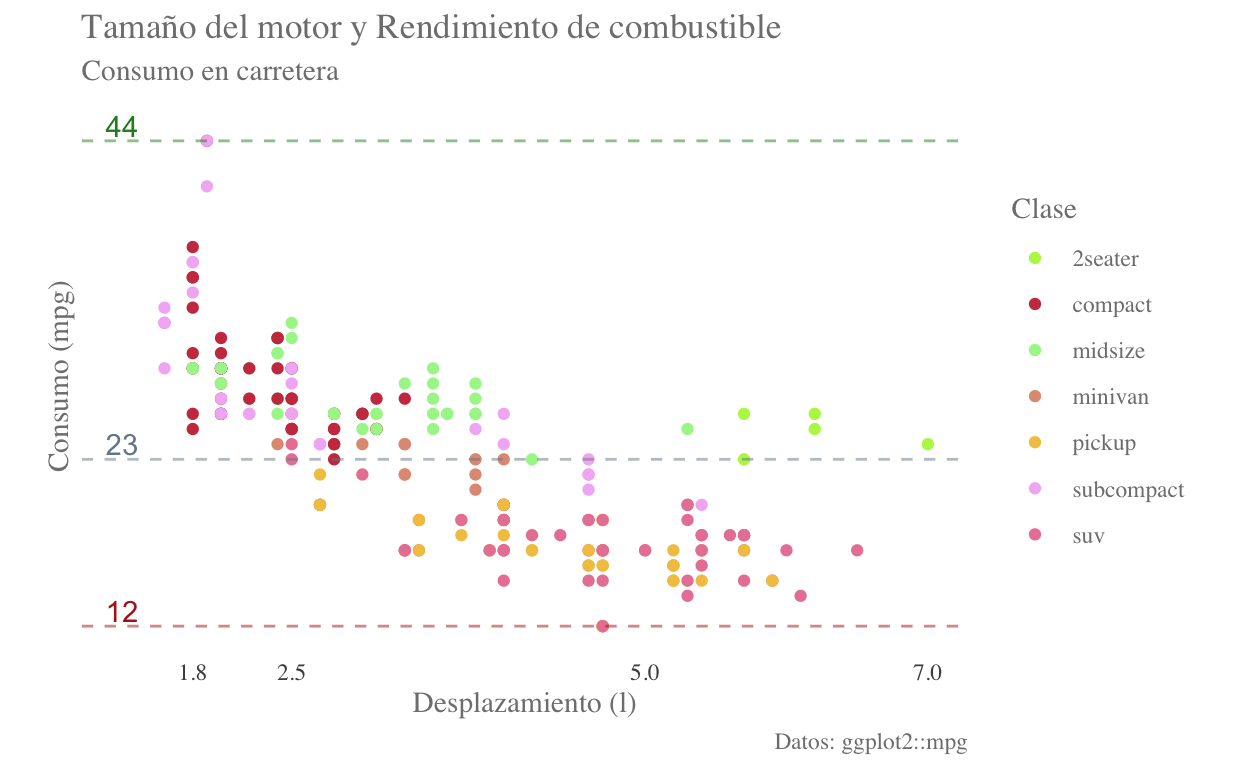 Tamaño del motor y Rendimiento de combustible
Consumo en carretera
44
23
12
Consumo (mpg)
1.8 2.5 5.0 7.0
Desplazamiento (l)
Clase
2seater
compact
midsize
minivan
pickup
subcompact
suv
Datos: ggplot2::mpg